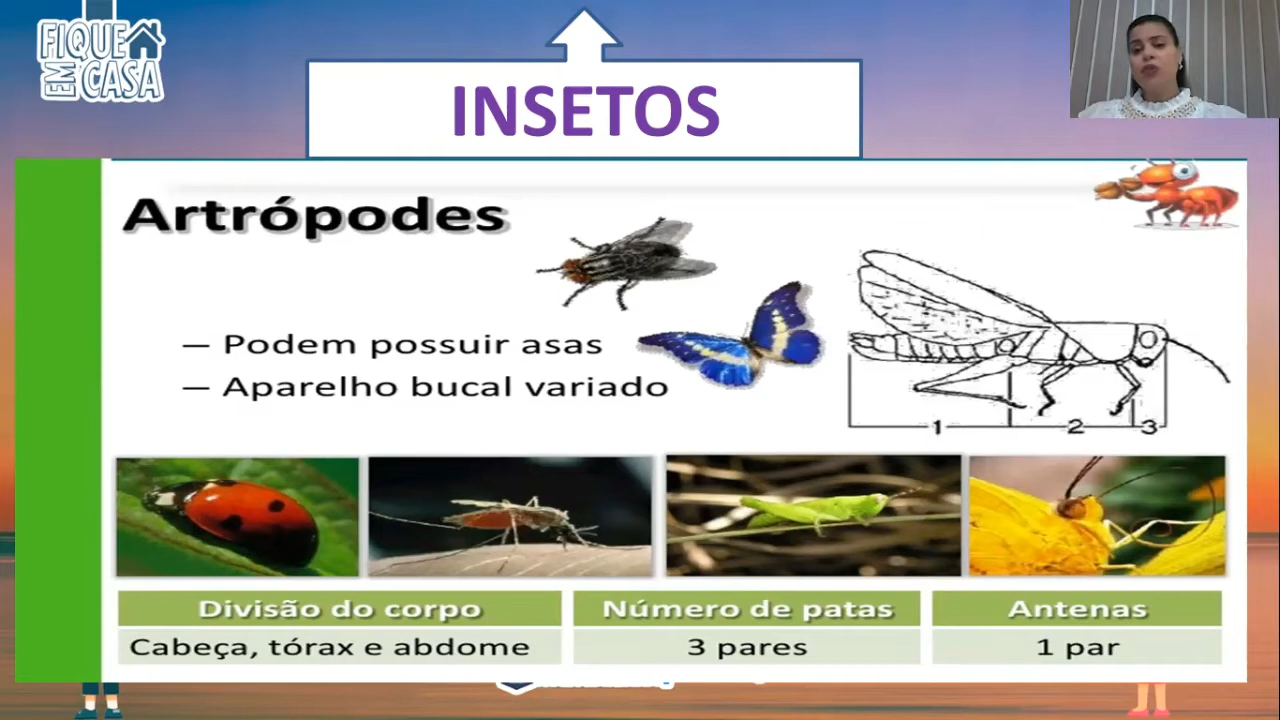 FIQUE
EM CASA
INSETOS
Artrópodes
— Podem possuir asas
— Aparelho bucal variado
1 2 3
Divisão do corpo Número de patas Antenas
Cabeça, tórax e abdome 3 pares 1 par